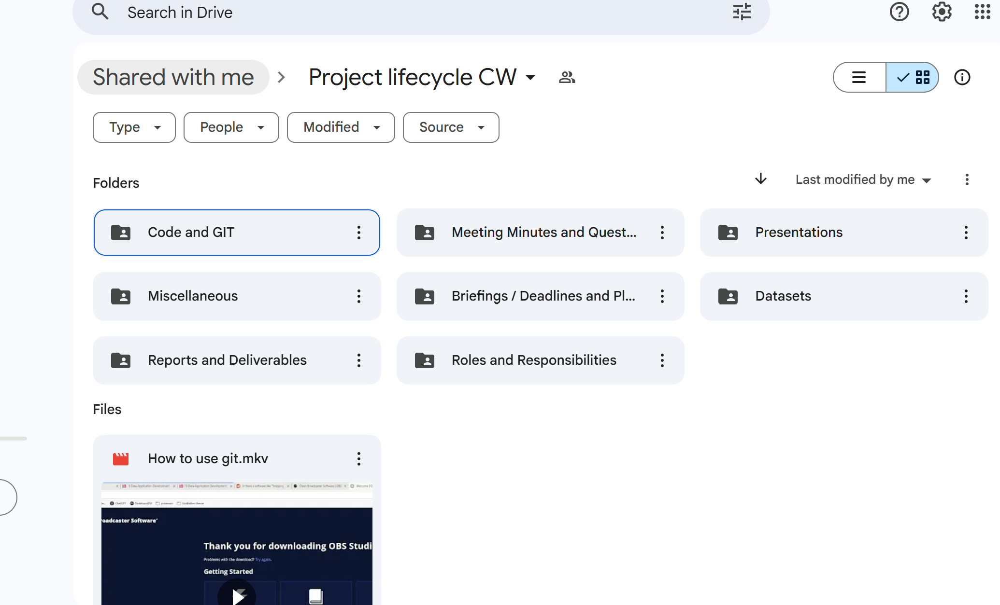 Search in Drive
Shared with me
Project lifecycle CW
Type
People
Modified
Source
Folders
Last modified by me
Code and GIT
Meeting Minutes and Quest...
Presentations
Miscellaneous
Briefings / Deadlines and Pl...
Datasets
Reports and Deliverables
Roles and Responsibilities
Files
How to use git.mkv
ChatGPT NotebookLM
roadcaster Software
Thank you for downloading OBS Studi
Problems with the download? Try again.
Getting Started